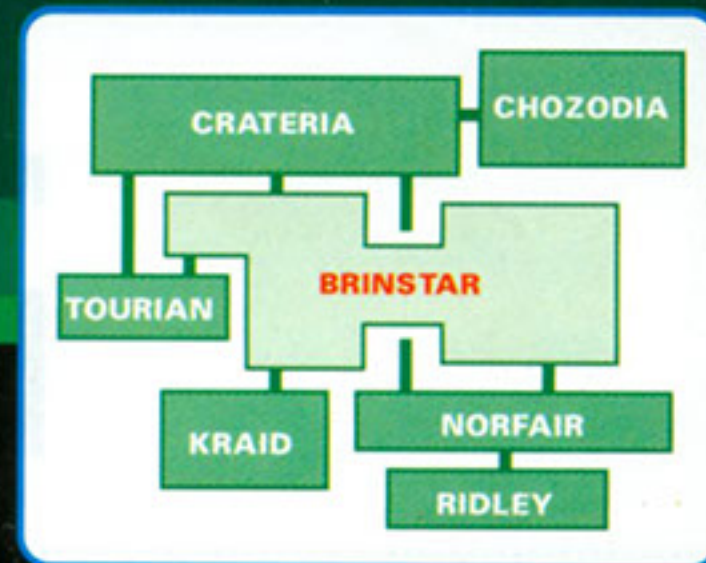 CRATERIA
CHOZODIA
BRINSTAR
TOURIAN
KRAID
NORFAIR
RIDLEY